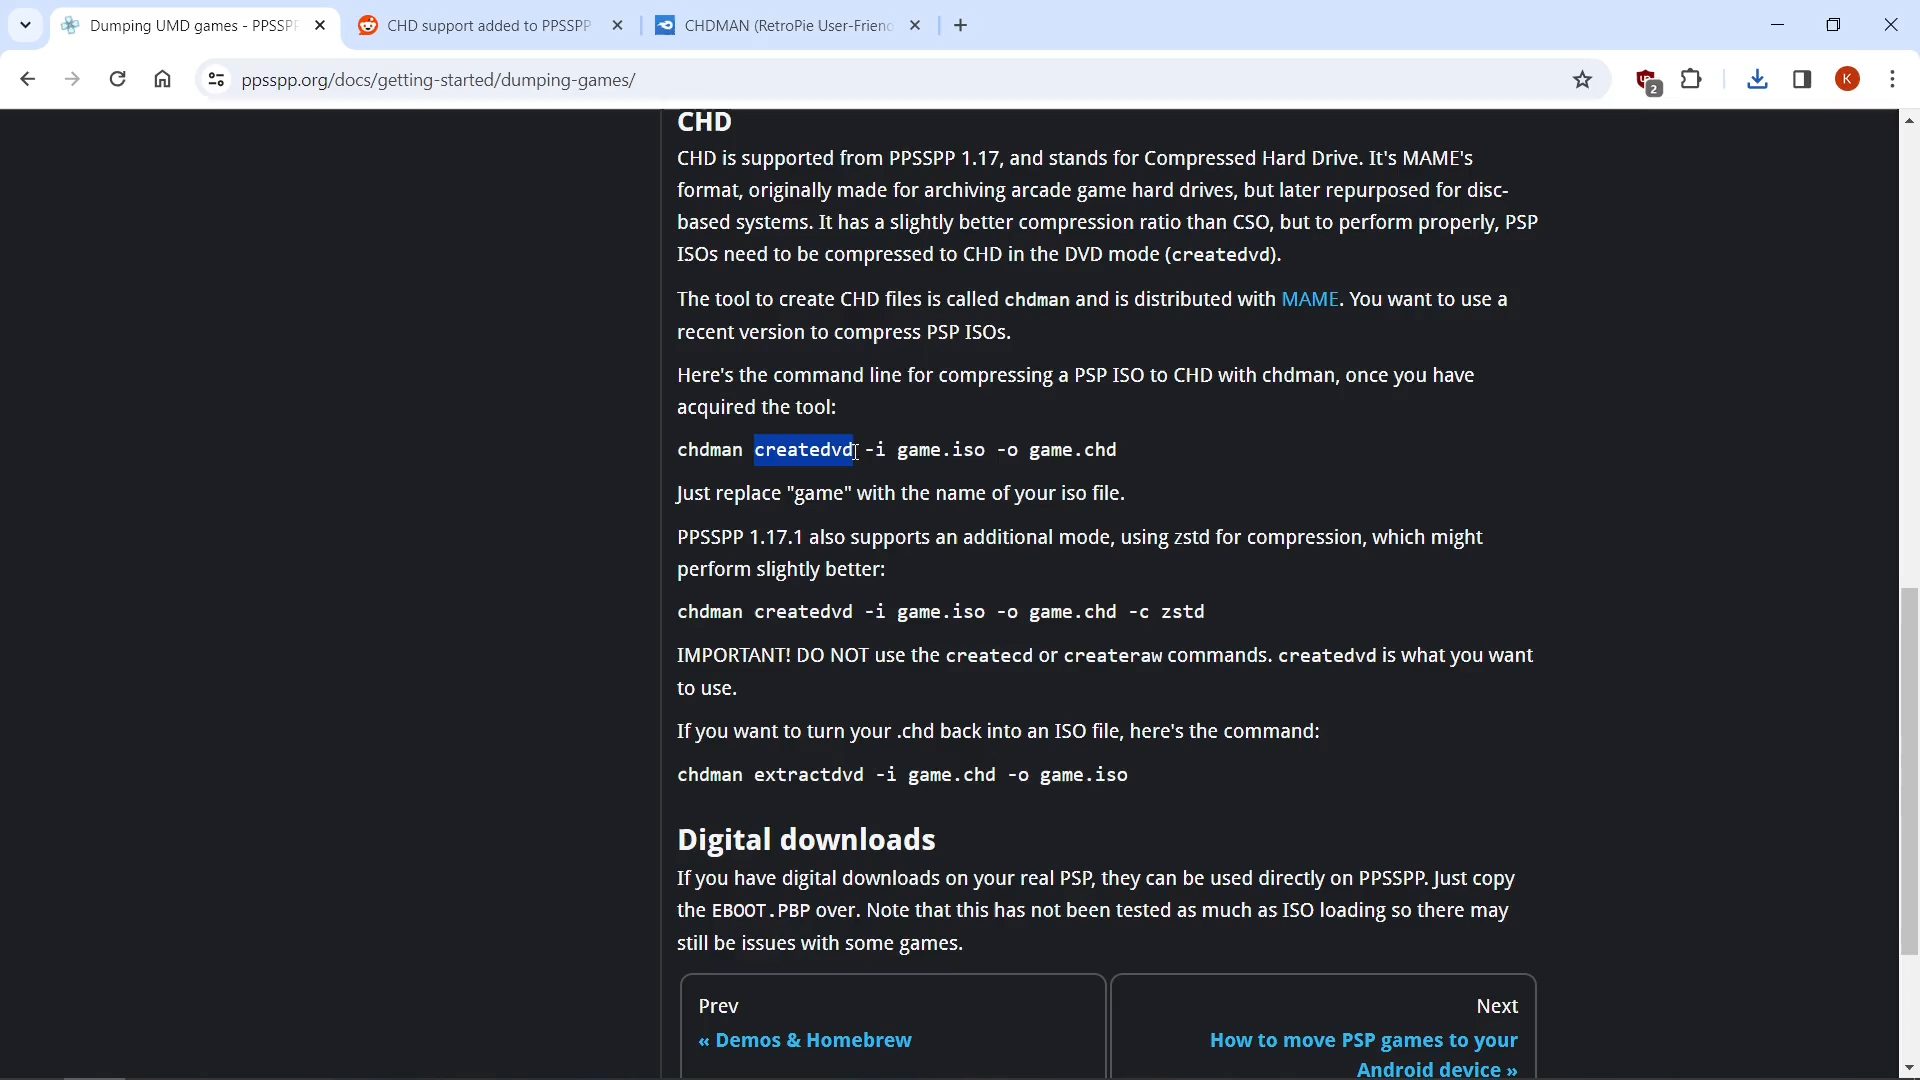 Dumping UMD games - PPSSPP
CHD support added to PPSSPP
CHDMAN (RetroPie User-Friend
ppsspp.org/docs/getting-started/dumping-games/
2
K
CHD
CHD is supported from PPSSPP 1.17, and stands for Compressed Hard Drive. It's MAME's
format, originally made for archiving arcade game hard drives, but later repurposed for disc-
based systems. It has a slightly better compression ratio than CSO, but to perform properly, PSP
ISOs need to be compressed to CHD in the DVD mode (createdvd).
The tool to create CHD files is called chdman and is distributed with MAME. You want to use a
recent version to compress PSP ISOs.
Here's the command line for compressing a PSP ISO to CHD with chdman, once you have
acquired the tool:
chdman createdvd -i game.iso -o game.chd
Just replace "game" with the name of your iso file.
PPSSPP 1.17.1 also supports an additional mode, using zstd for compression, which might
perform slightly better:
chdman createdvd -i game.iso -o game.chd -c zstd
IMPORTANT! DO NOT use the createcd or createraw commands. createdvd is what you want
to use.
If you want to turn your .chd back into an ISO file, here's the command:
chdman extractdvd -i game.chd -o game.iso
Digital downloads
If you have digital downloads on your real PSP, they can be used directly on PPSSPP. Just copy
the EBOOT.PBP over. Note that this has not been tested as much as ISO loading so there may
still be issues with some games.
Prev
« Demos & Homebrew
Next
How to move PSP games to your
Android device »